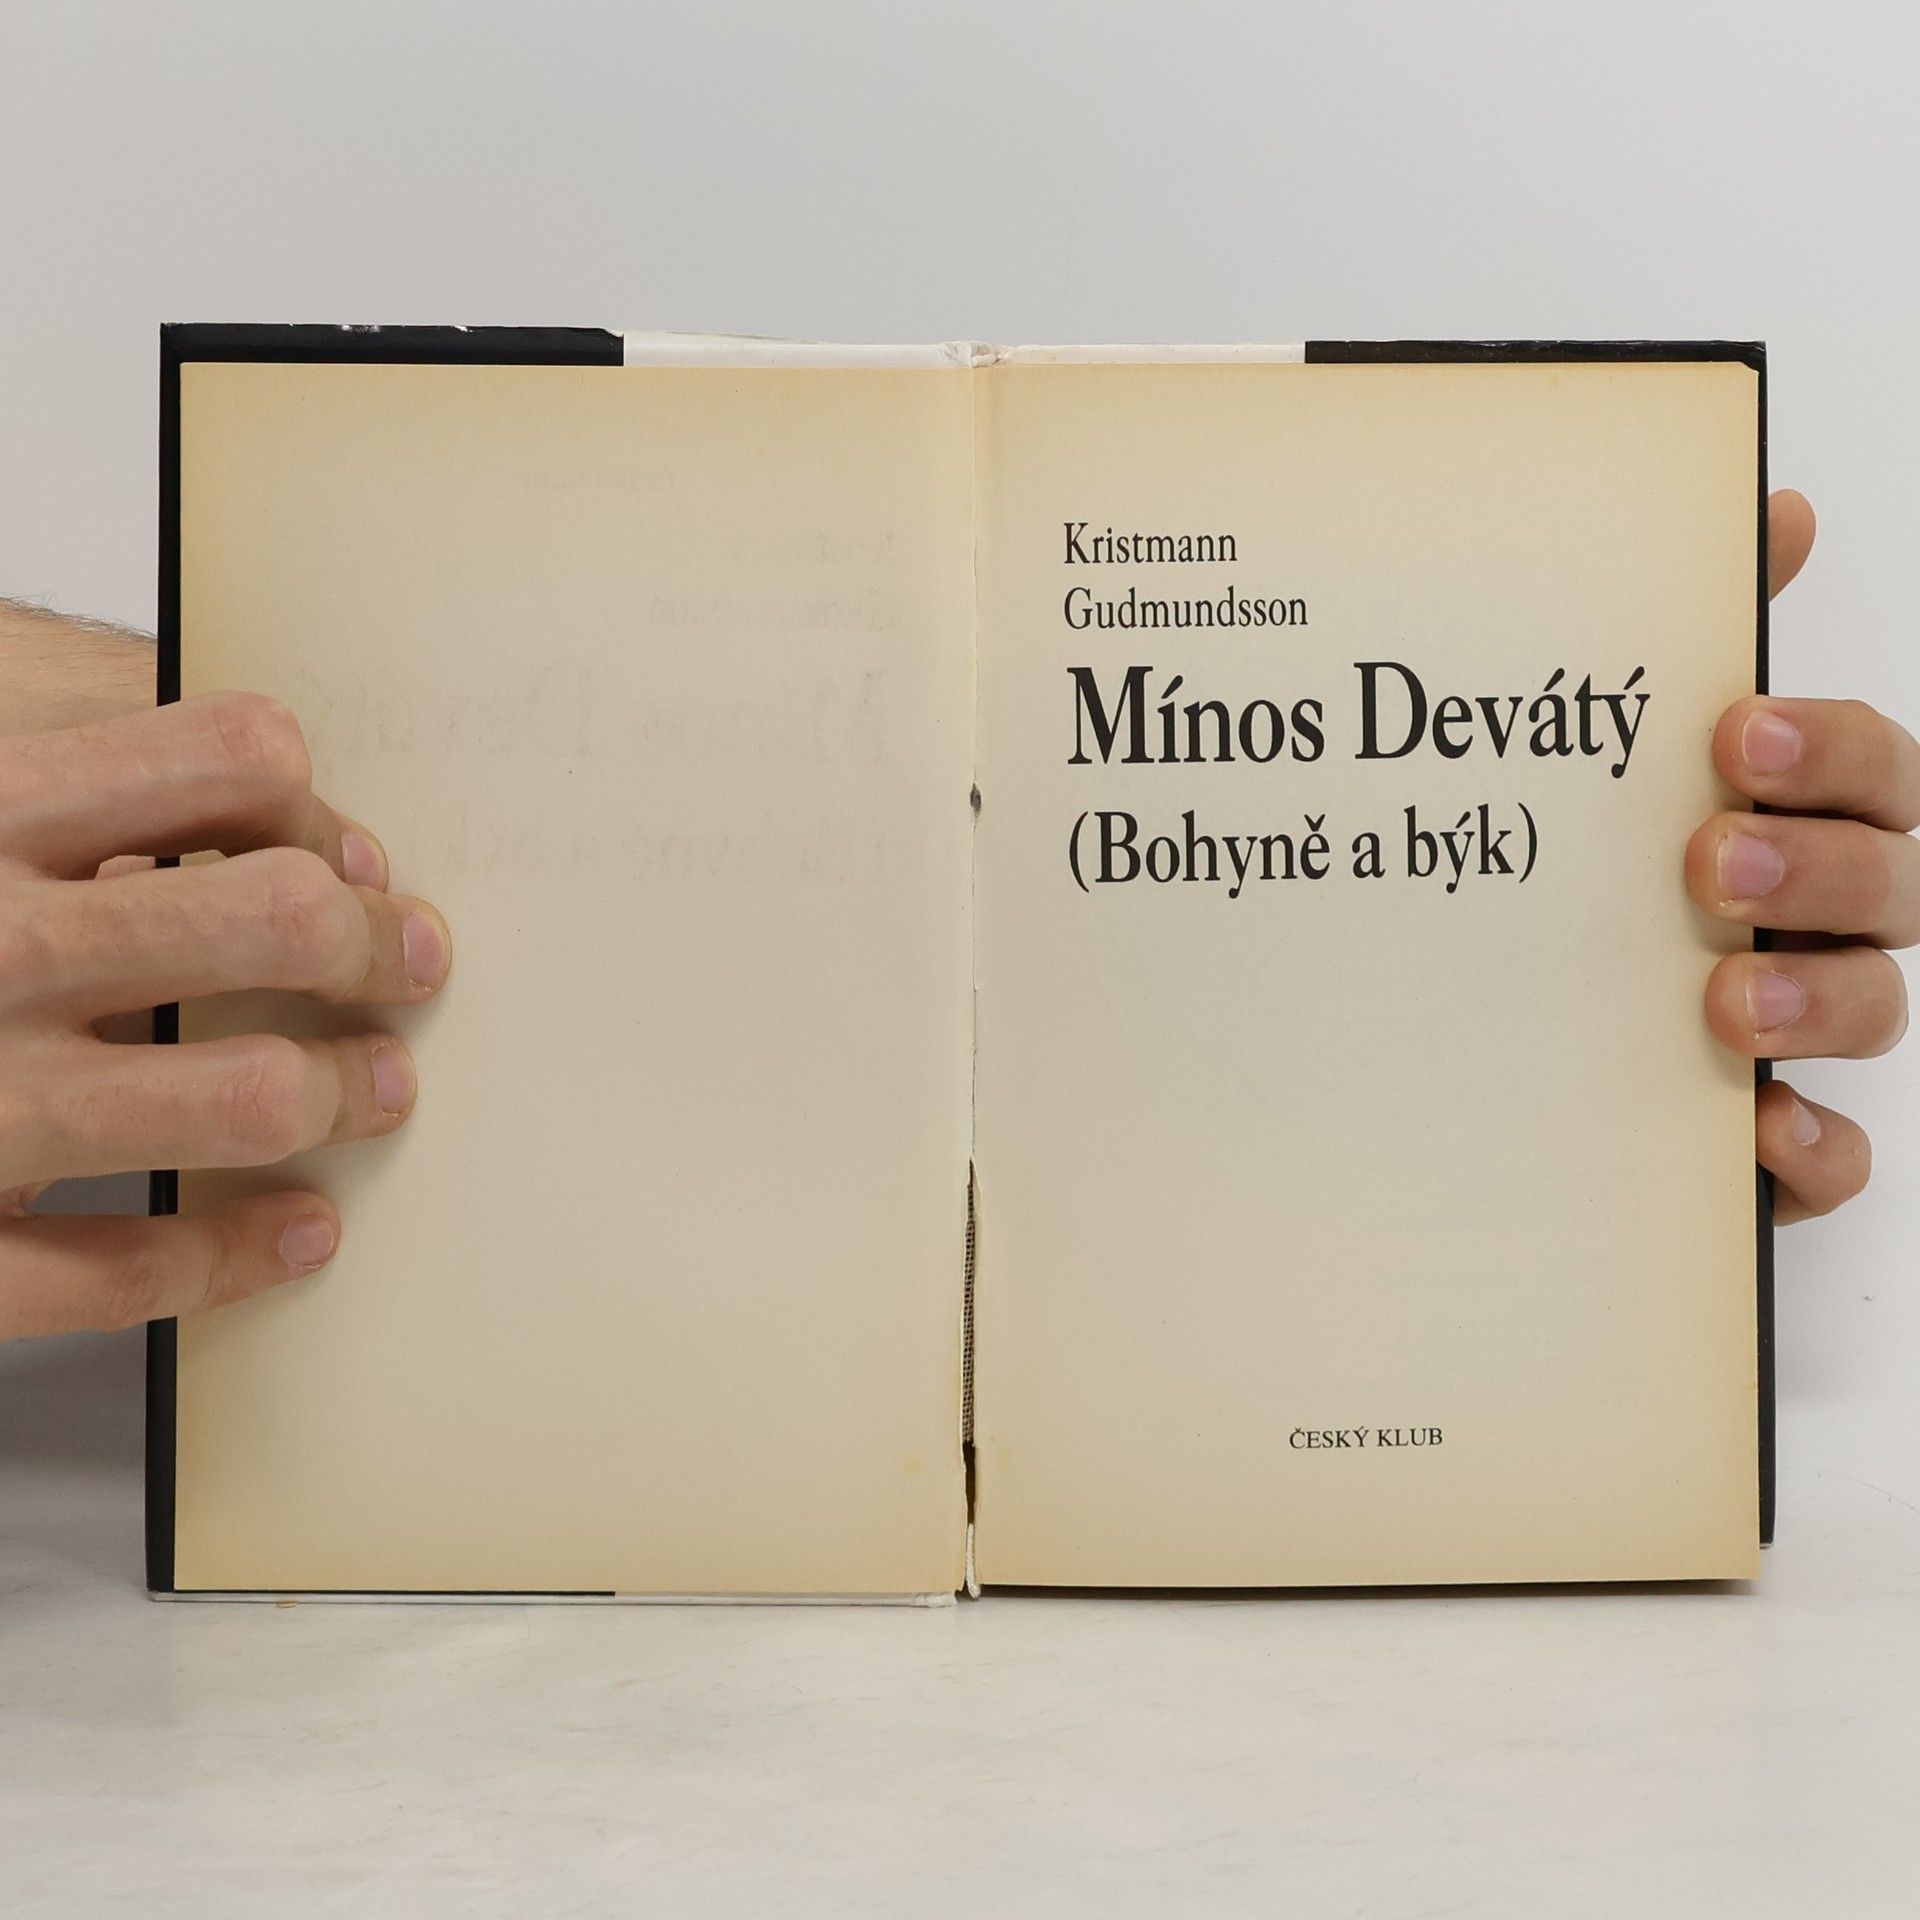 Kristmann
Gudmundsson
Mínos Devátý
(Bohyně a býk)
ČESKÝ KLUB